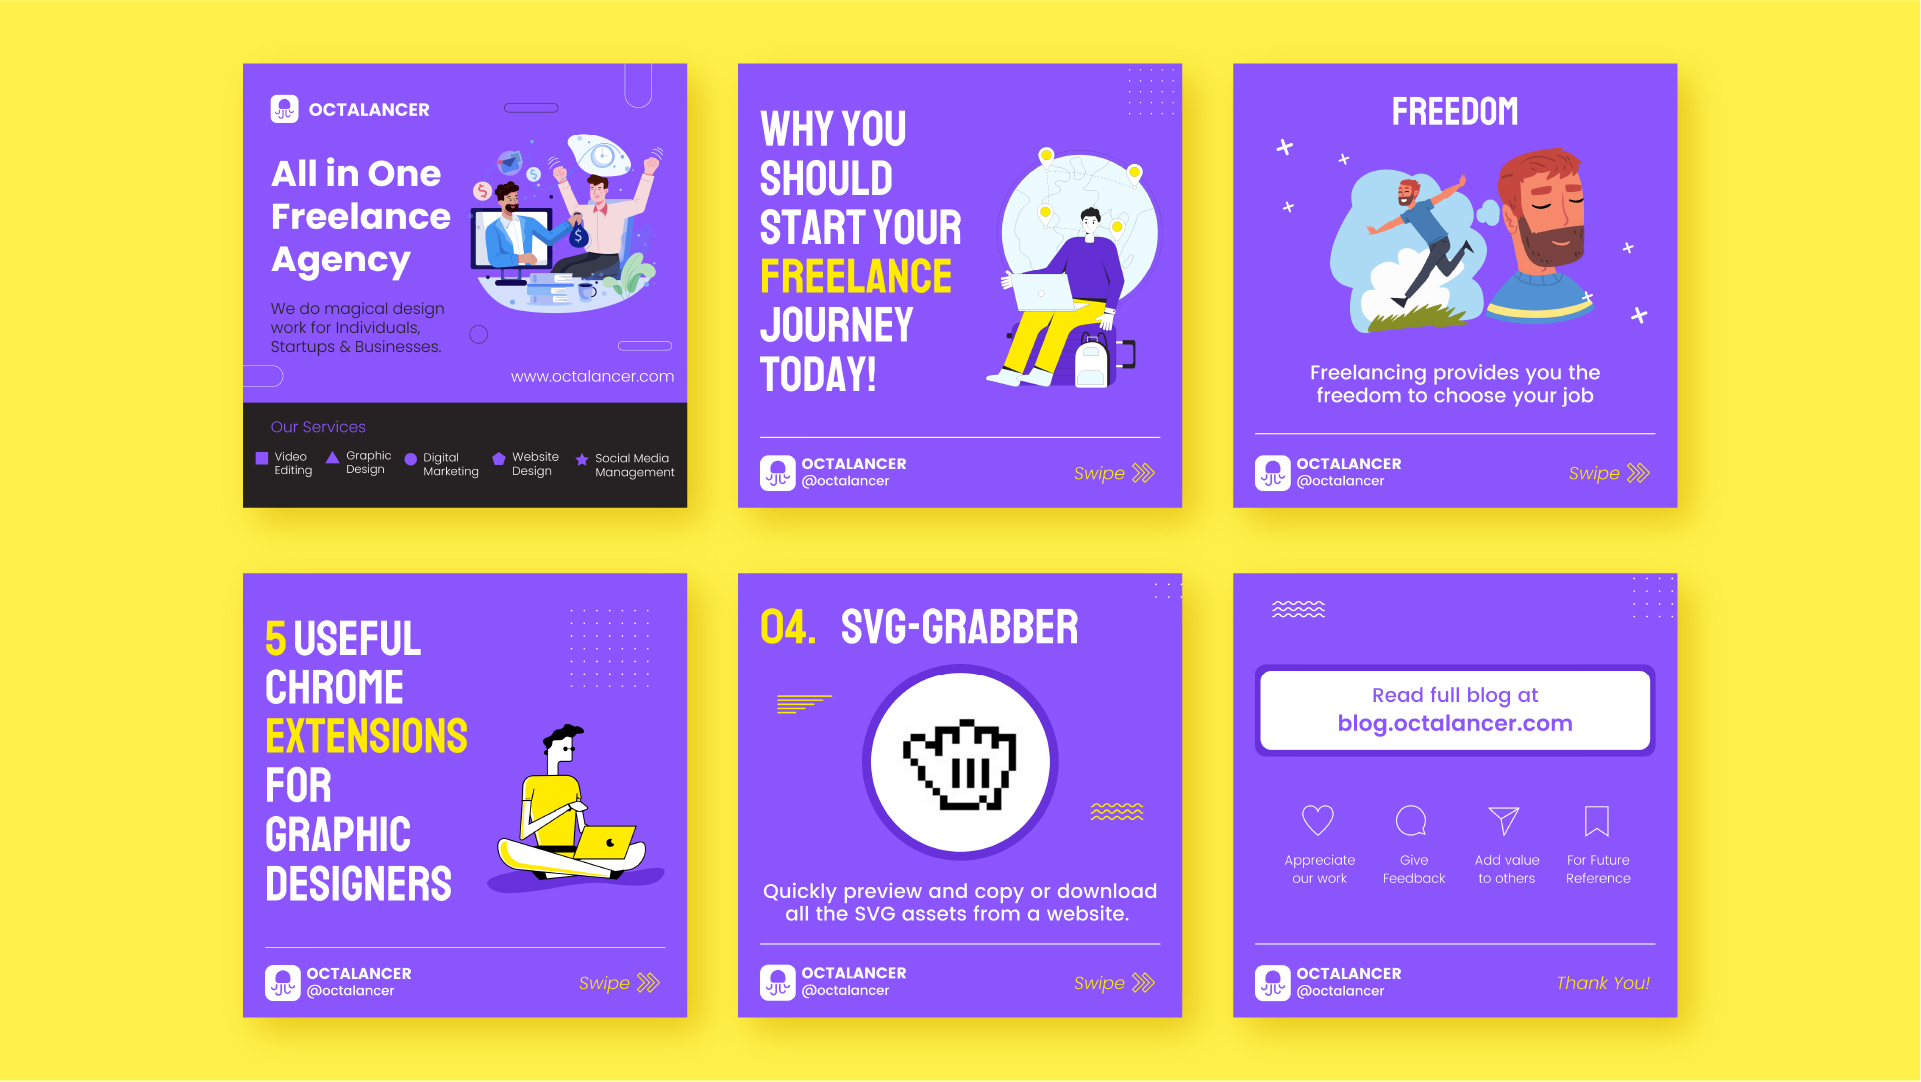 OCTALANCER
All in One
Freelance
Agency
We do magical design
work for Individuals,
Startups & Businesses.
www.octalancer.com
Our Services
Video
Editing
Graphic
Design
Digital
Marketing
Website
Design
Social Media
Management
WHY YOU
SHOULD
START YOUR
FREELANCE
JOURNEY
TODAY!
OCTALANCER
@octalancer
Swipe
FREEDOM
Freelancing provides you the
freedom to choose your job
OCTALANCER
@octalancer
Swipe
5 USEFUL
CHROME
EXTENSIONS
FOR
GRAPHIC
DESIGNERS
OCTALANCER
@octalancer
Swipe
04. SVG-GRABBER
Quickly preview and copy or download
all the SVG assets from a website.
OCTALANCER
@octalancer
Swipe
Read full blog at
blog.octalancer.com
Appreciate
our work
Give
Feedback
Add value
to others
For Future
Reference
OCTALANCER
@octalancer
Thank You!